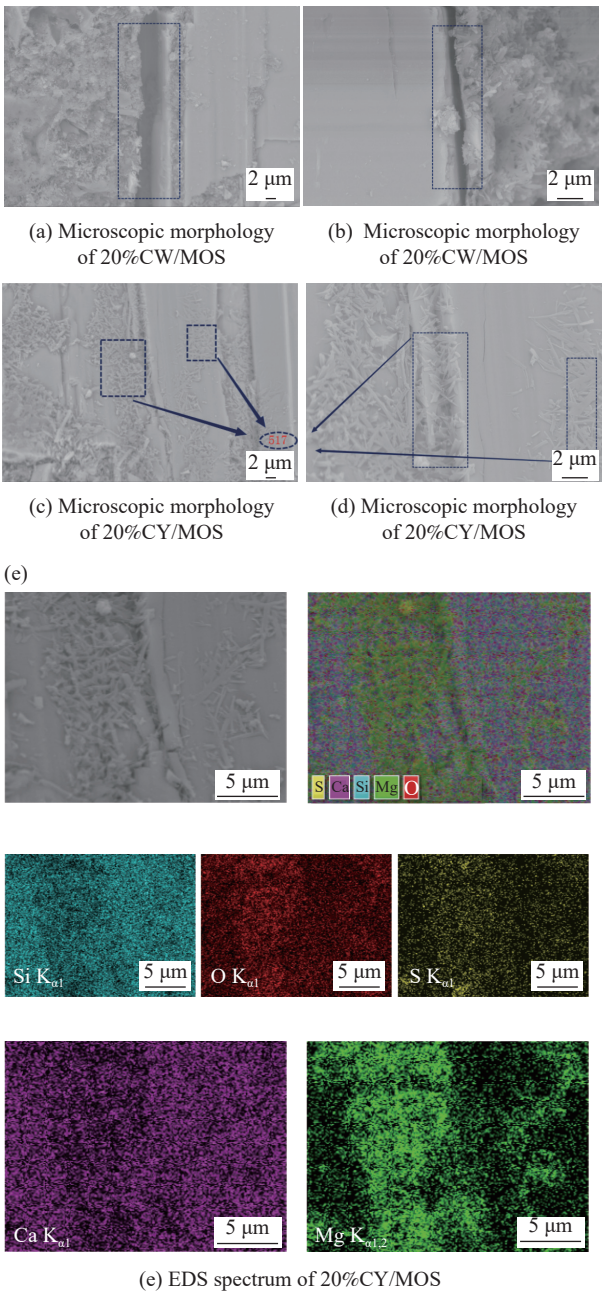 2 μm
2 μm
(a) Microscopic morphology
of 20%CW/MOS
(b) Microscopic morphology
of 20%CW/MOS
517
2 μm
2 μm
(c) Microscopic morphology
of 20%CY/MOS
(d) Microscopic morphology
of 20%CY/MOS
(e)
5 μm
S Ca Si Mg O
5 μm
Si Kα1
5 μm
O Kα1
5 μm
S Kα1
5 μm
Ca Kα1
5 μm
Mg Kα1,2
5 μm
(e) EDS spectrum of 20%CY/MOS